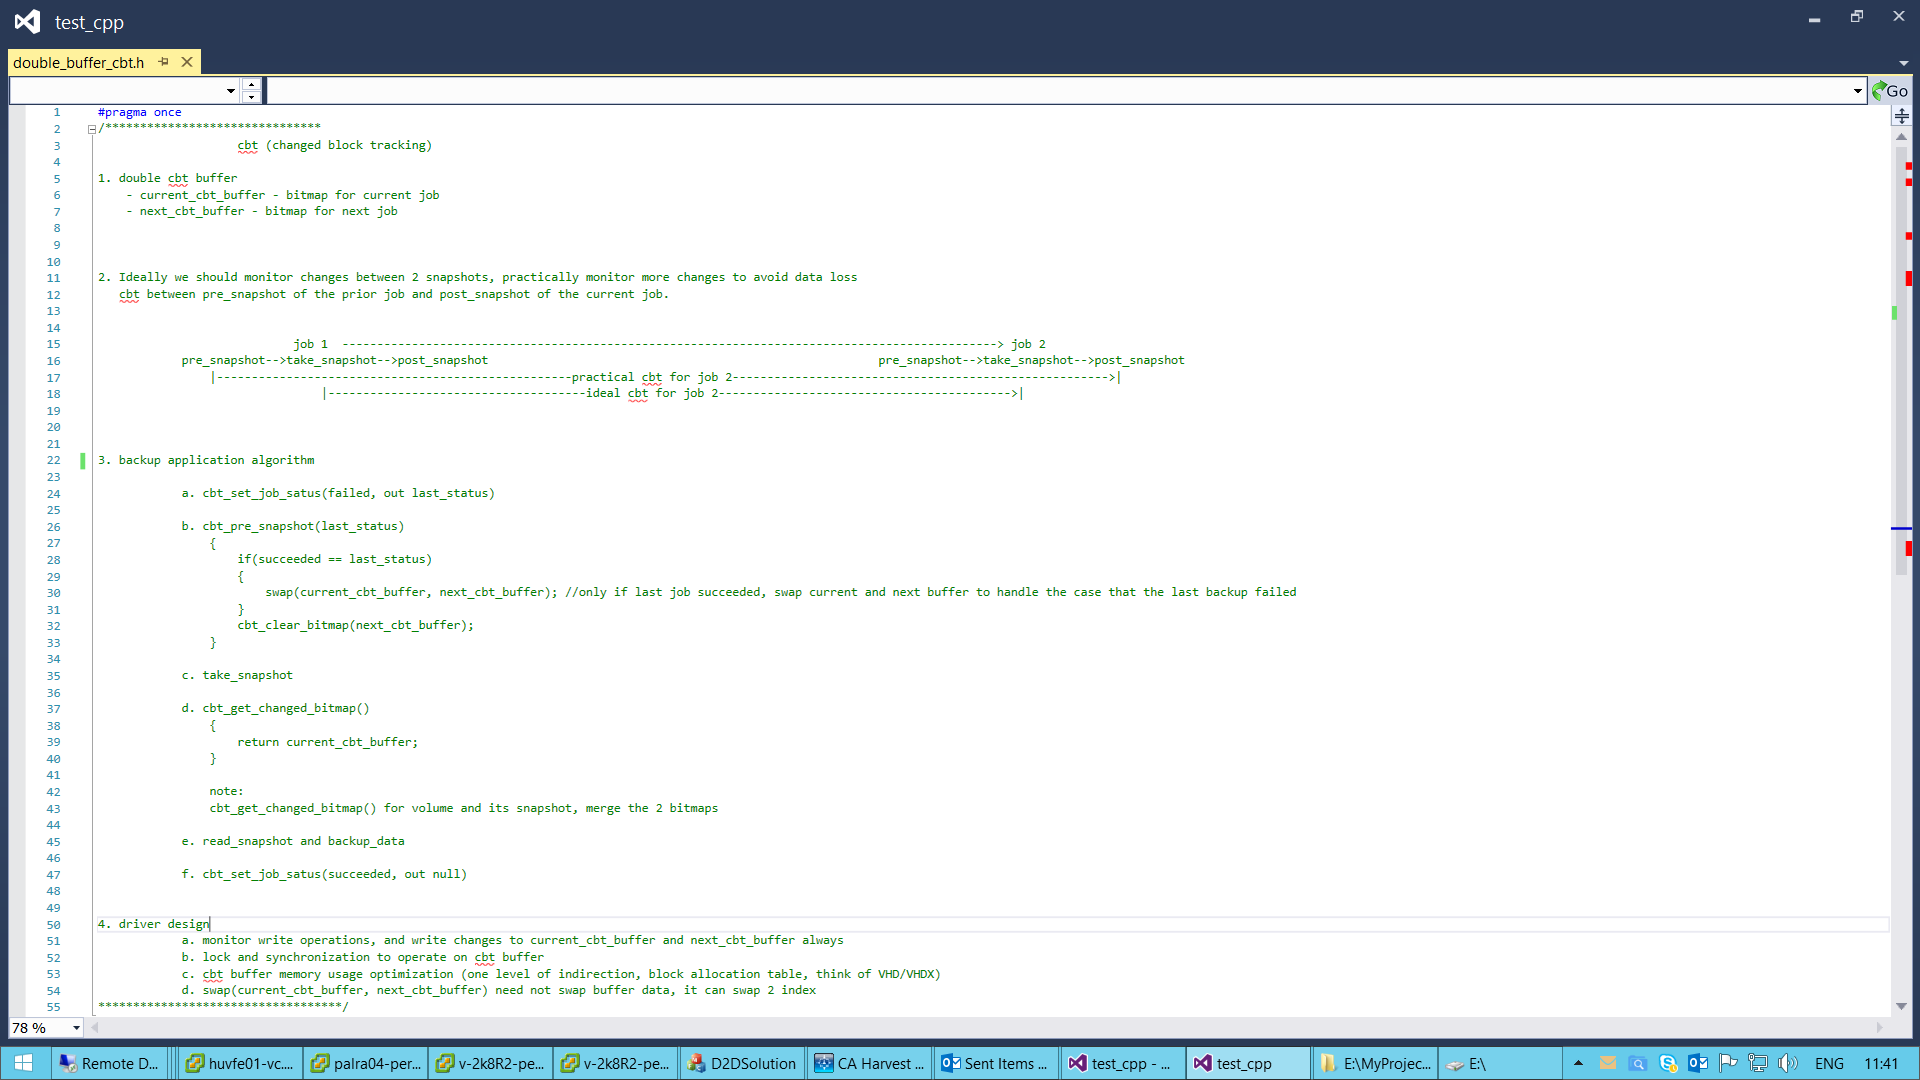 test_cpp
double_buffer_cbt.h
Go
1 #pragma once
2 /*******************************
3 cbt (changed block tracking)
4
5 1. double cbt buffer
6 - current_cbt_buffer - bitmap for current job
7 - next_cbt_buffer - bitmap for next job
8
9
10
11 2. Ideally we should monitor changes between 2 snapshots, practically monitor more changes to avoid data loss
12 cbt between pre_snapshot of the prior job and post_snapshot of the current job.
13
14
15 job 1 ----------------------------------------------------------------------------------------------> job 2
16 pre_snapshot-->take_snapshot-->post_snapshot pre_snapshot-->take_snapshot-->post_snapshot
17 |---------------------------------------------------practical cbt for job 2------------------------------------------------------>|
18 |-------------------------------------ideal cbt for job 2------------------------------------------>|
19
20
21
22 3. backup application algorithm
23
24 a. cbt_set_job_satus(failed, out last_status)
25
26 b. cbt_pre_snapshot(last_status)
27 {
28 if(succeeded == last_status)
29 {
30 swap(current_cbt_buffer, next_cbt_buffer); //only if last job succeeded, swap current and next buffer to handle the case that the last backup failed
31 }
32 cbt_clear_bitmap(next_cbt_buffer);
33 }
34
35 c. take_snapshot
36
37 d. cbt_get_changed_bitmap()
38 {
39 return current_cbt_buffer;
40 }
41
42 note:
43 cbt_get_changed_bitmap() for volume and its snapshot, merge the 2 bitmaps
44
45 e. read_snapshot and backup_data
46
47 f. cbt_set_job_satus(succeeded, out null)
48
49
50 4. driver design
51 a. monitor write operations, and write changes to current_cbt_buffer and next_cbt_buffer always
52 b. lock and synchronization to operate on cbt buffer
53 c. cbt buffer memory usage optimization (one level of indirection, block allocation table, think of VHD/VHDX)
54 d. swap(current_cbt_buffer, next_cbt_buffer) need not swap buffer data, it can swap 2 index
55 ***********************************/
78 %
Remote D... huvfe01-vc.... palra04-per... v-2k8R2-pe... v-2k8R2-pe... D2DSolution CA Harvest ... Sent Items ... test_cpp - ... test_cpp E:\MyProjec... E:\ ENG 11:41